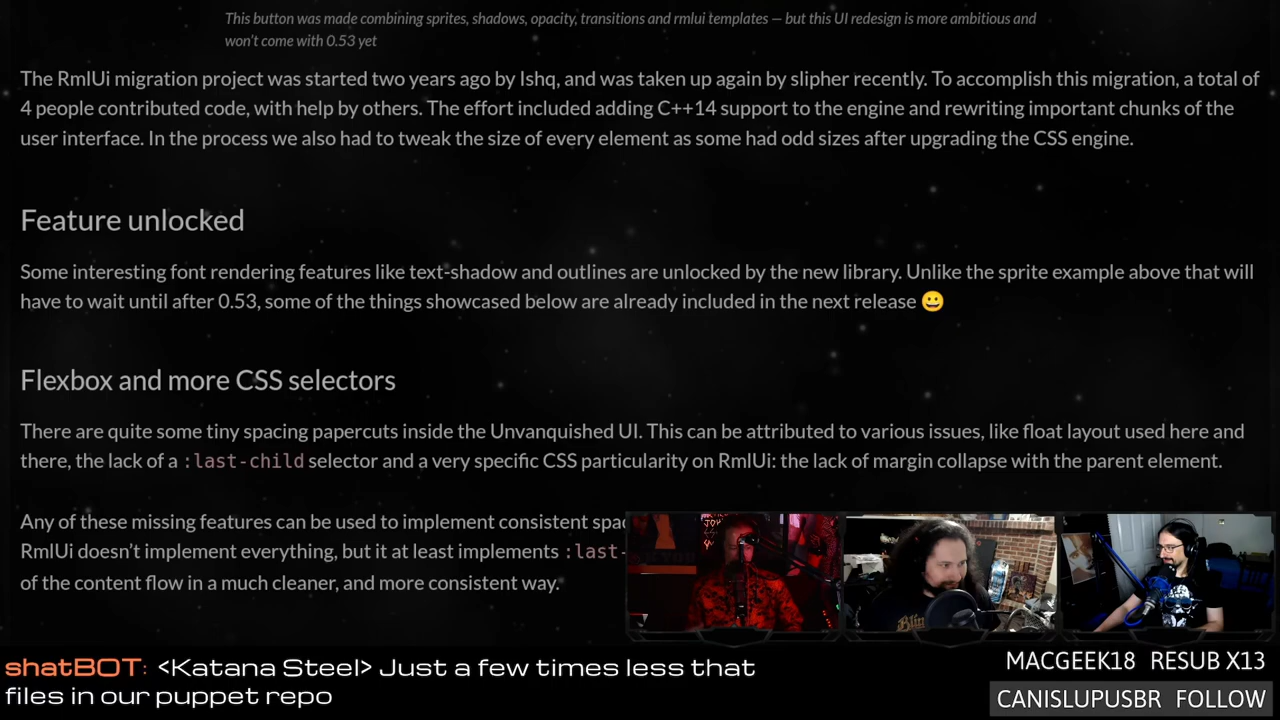 This button was made combining sprites, shadows, opacity, transitions and rmlui templates — but this UI redesign is more ambitious and
won't come with 0.53 yet
The RmlUi migration project was started two years ago by Ishq, and was taken up again by slipher recently. To accomplish this migration, a total of
4 people contributed code, with help by others. The effort included adding C++14 support to the engine and rewriting important chunks of the
user interface. In the process we also had to tweak the size of every element as some had odd sizes after upgrading the CSS engine.
Feature unlocked
Some interesting font rendering features like text-shadow and outlines are unlocked by the new library. Unlike the sprite example above that will
have to wait until after 0.53, some of the things showcased below are already included in the next release 😀
Flexbox and more CSS selectors
There are quite some tiny spacing papercuts inside the Unvanquished UI. This can be attributed to various issues, like float layout used here and
there, the lack of a :last-child selector and a very specific CSS particularity on RmlUi: the lack of margin collapse with the parent element.
Any of these missing features can be used to implement consistent spac
RmlUi doesn't implement everything, but it at least implements :last-
of the content flow in a much cleaner, and more consistent way.
shatBOT: <Katana Steel> Just a few times less that
files in our puppet repo
MACGEEK18 RESUB X13
CANISLUPUSBR FOLLOW